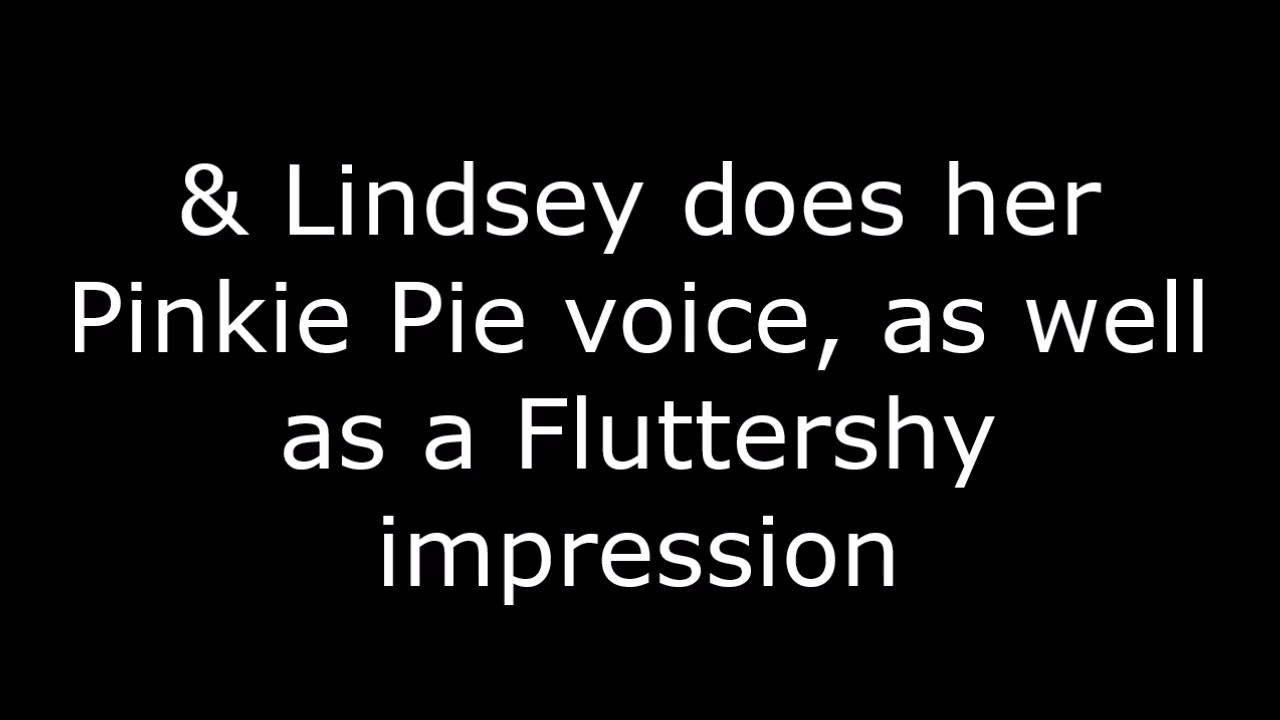 & Lindsey does her
Pinkie Pie voice, as well
as a Fluttershy
impression